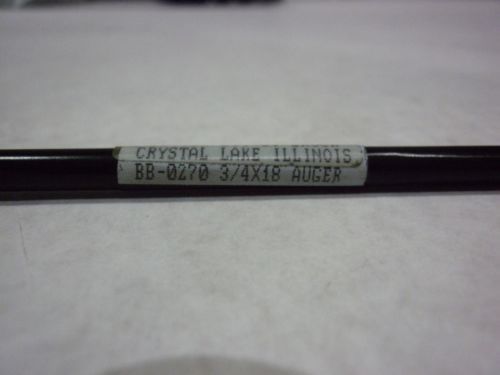 CRYSTAL LAKE ILLINOIS
BB-0270 3/4X18 AUGER